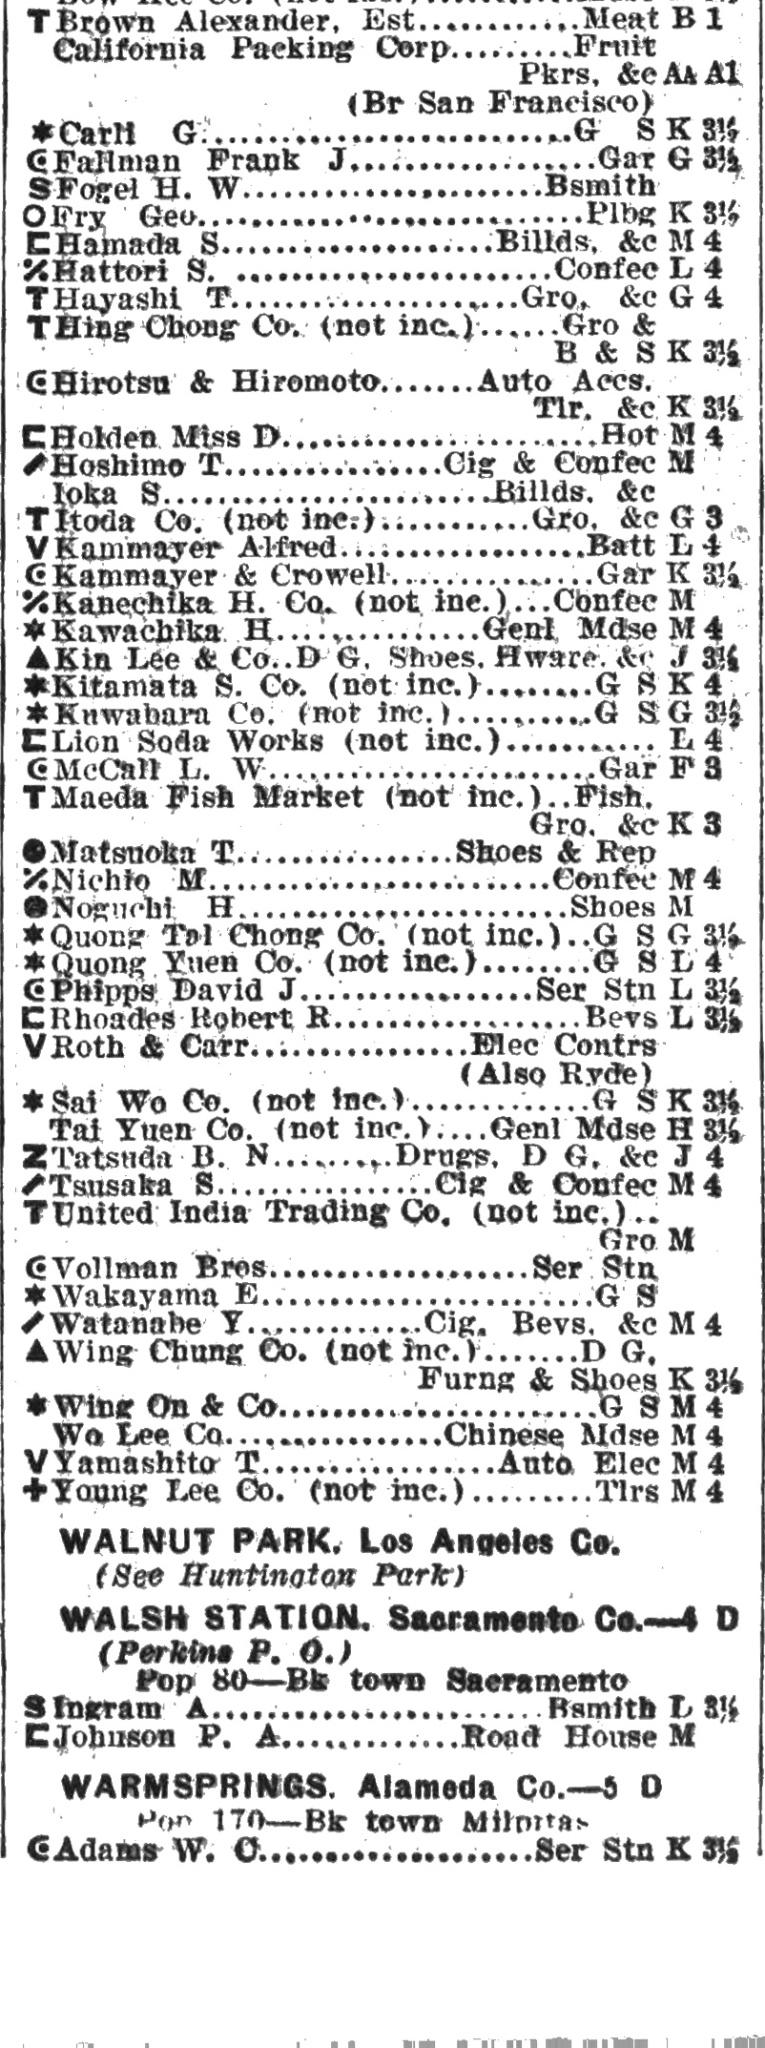 T Brown Alexander, Est...........Meat B 1
California Packing Corp.........Fruit
Pkrs, &c AA A1
(Br San Francisco)
✱ Carli G...........................G S K 3½
C Fallman Frank J..................Gar G 3½
S Fogel H. W......................Bsmith
O Fry Geo..........................Plbg K 3½
C Hamada S....................Billds, &c M 4
% Hattori S. .......................Confec L 4
T Hayashi T.....................Gro, &c G 4
T Hing Chong Co. (not inc.)......Gro &
B & S K 3½
C Hirotsu & Hiromoto.......Auto Accs,
Tlr, &c K 3½
C Holden Miss D.......................Hot M 4
Hoshimo T................Cig & Confec M
Ioka S........................Billds, &c
T Itoda Co. (not inc.)...........Gro, &c G 3
V Kammayer Alfred.................Batt L 4
C Kammayer & Crowell..............Gar K 3½
% Kanechika H. Co. (not inc.)...Confec M
✱ Kawachika H...............Genl Mdse M 4
▲ Kin Lee & Co..D G, Shoes, Hware, &c J 3½
✱ Kitamata S. Co. (not inc.)........G S K 4
✱ Kuwahara Co. (not inc.)..........G S G 3½
C Lion Soda Works (not inc.)........... L 4
C McCall L. W........................Gar F 3
T Maeda Fish Market (not inc.)..Fish,
Gro, &c K 3
● Matsuoka T................Shoes & Rep
% Nichio M.........................Confec M 4
● Noguchi H........................Shoes M
✱ Quong Tai Chong Co. (not inc.)..G S G 3½
✱ Quong Yuen Co. (not inc.)........G S L 4
C Phipps David J.................Ser Stn L 3½
C Rhoades Robert R..................Bevs L 3½
V Roth & Carr................Elec Contrs
(Also Ryde)
✱ Sai Wo Co. (not inc.).............G S K 3½
Tai Yuen Co. (not inc.)....Genl Mdse H 3½
Z Tatsuda B. N.........Drugs, D G, &c J 4
Tsusaka S................Cig & Confec M 4
T United India Trading Co. (not inc.)..
Gro M
C Vollman Bros...................Ser Stn
✱ Wakayama E........................G S
Watanabe Y.............Cig, Bevs, &c M 4
▲ Wing Chung Co. (not inc.).......D G,
Furng & Shoes K 3½
✱ Wing On & Co.......................G S M 4
Wo Lee Co................Chinese Mdse M 4
V Yamashito T.................Auto Elec M 4
✚ Young Lee Co. (not inc.).........Tlrs M 4
WALNUT PARK, Los Angeles Co.
(See Huntington Park)
WALSH STATION, Sacramento Co.—4 D
(Perkins P. O.)
Pop 80—Bk town Sacramento
S Ingram A........................Bsmith L 3½
C Johnson P. A.............Road House M
WARMSPRINGS, Alameda Co.—5 D
Pop 170—Bk town Milpitas
C Adams W. O....................Ser Stn K 3½